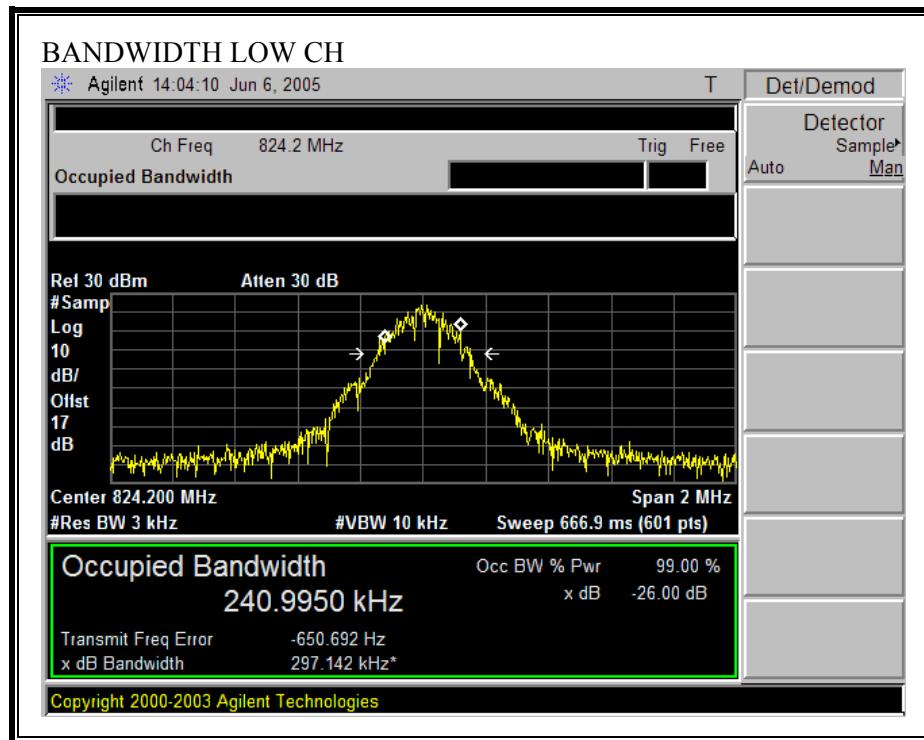 BANDWIDTH LOW CH
Agilent 14:04:10 Jun 6, 2005 T
Det/Demod
Detector
Sample
Auto Man
Ch Freq 824.2 MHz Trig Free
Occupied Bandwidth
Ref 30 dBm Atten 30 dB
#Samp
Log
10
dB/
Offst
17
dB
Center 824.200 MHz Span 2 MHz
#Res BW 3 kHz #VBW 10 kHz Sweep 666.9 ms (601 pts)
Occupied Bandwidth Occ BW % Pwr 99.00 %
240.9950 kHz x dB -26.00 dB
Transmit Freq Error -650.692 Hz
x dB Bandwidth 297.142 kHz*
Copyright 2000-2003 Agilent Technologies